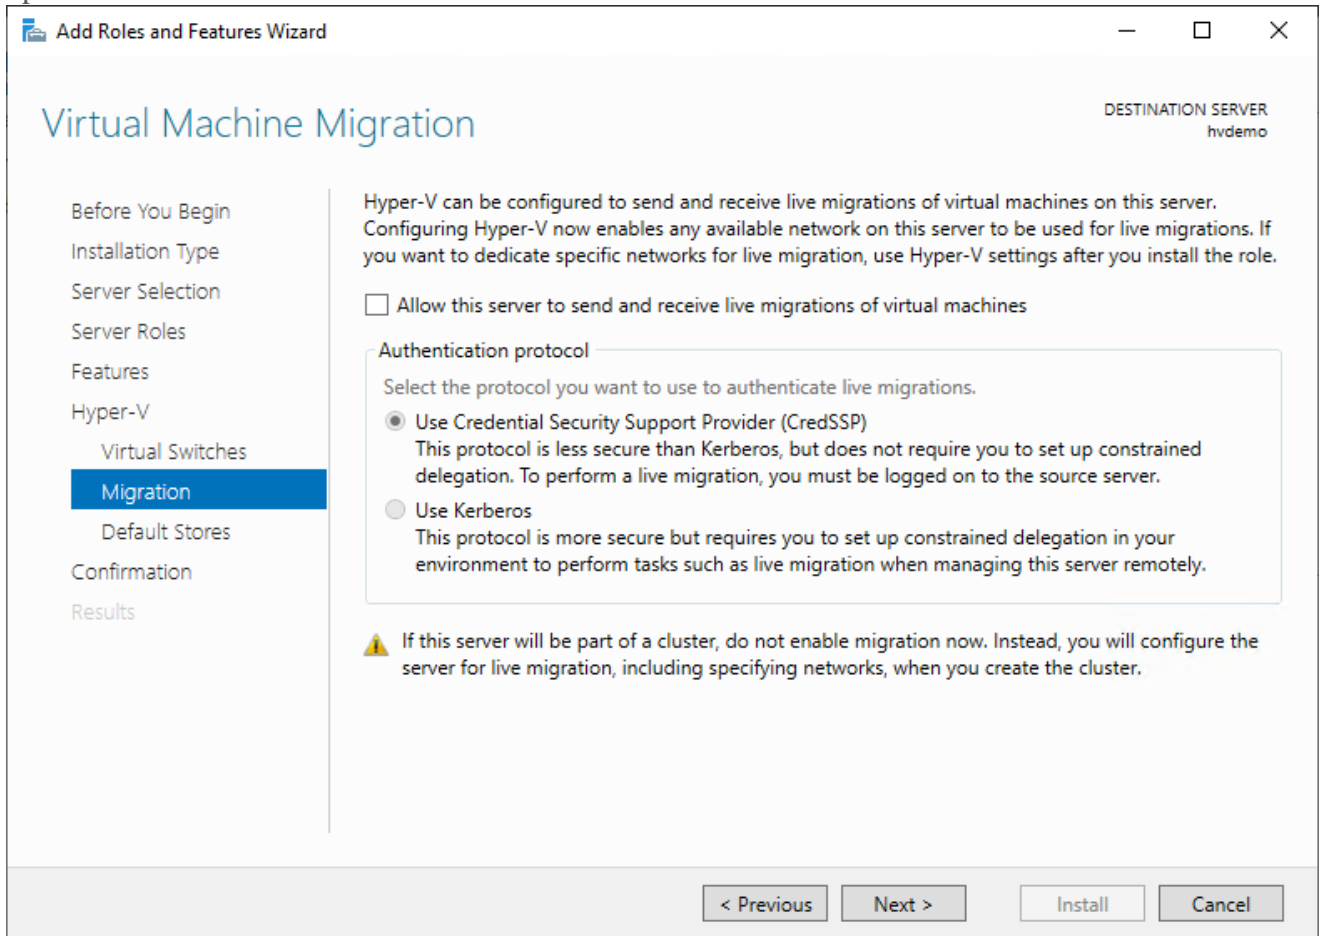 Add Roles and Features Wizard
Virtual Machine Migration
DESTINATION SERVER
hvdemo
Before You Begin
Installation Type
Server Selection
Server Roles
Features
Hyper-V
Virtual Switches
Migration
Default Stores
Confirmation
Results
Hyper-V can be configured to send and receive live migrations of virtual machines on this server.
Configuring Hyper-V now enables any available network on this server to be used for live migrations. If
you want to dedicate specific networks for live migration, use Hyper-V settings after you install the role.
Allow this server to send and receive live migrations of virtual machines
Authentication protocol
Select the protocol you want to use to authenticate live migrations.
Use Credential Security Support Provider (CredSSP)
This protocol is less secure than Kerberos, but does not require you to set up constrained
delegation. To perform a live migration, you must be logged on to the source server.
Use Kerberos
This protocol is more secure but requires you to set up constrained delegation in your
environment to perform tasks such as live migration when managing this server remotely.
If this server will be part of a cluster, do not enable migration now. Instead, you will configure the
server for live migration, including specifying networks, when you create the cluster.
< Previous
Next >
Install
Cancel